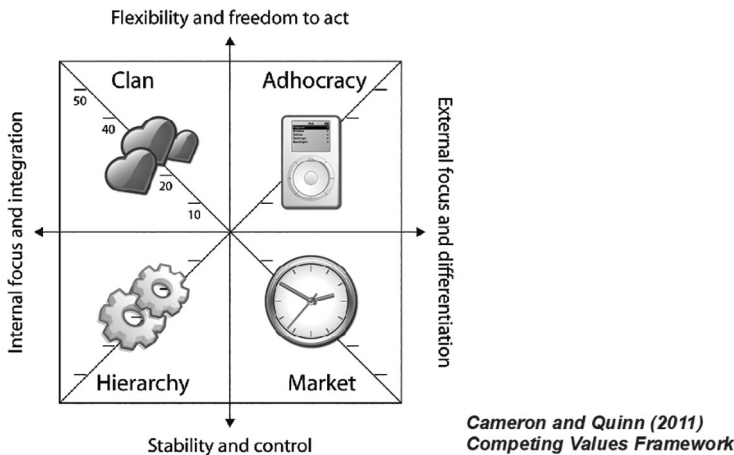 Flexibility and freedom to act
Clan
Adhocracy
50
40
20
10
Internal focus and integration
External focus and differentiation
Hierarchy
Market
Stability and control
Cameron and Quinn (2011)
Competing Values Framework